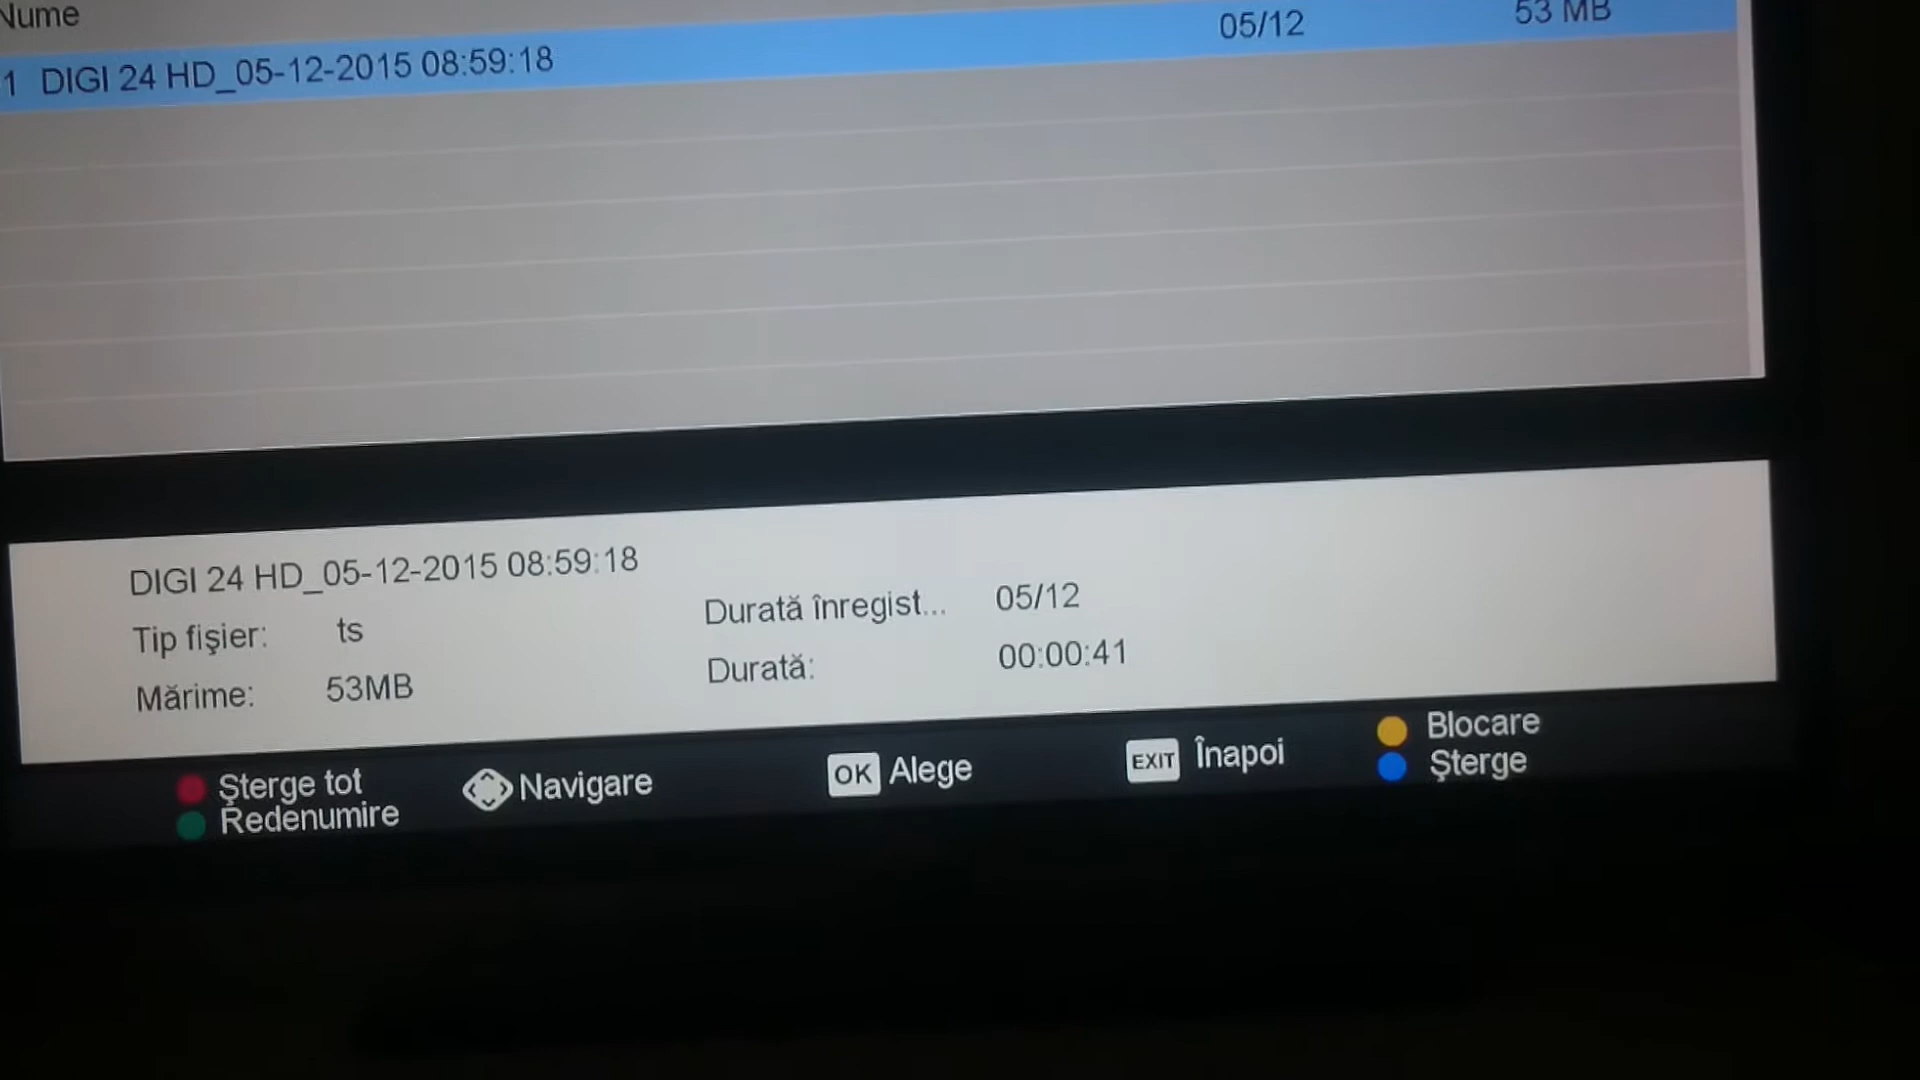 Nume
1 DIGI 24 HD_05-12-2015 08:59:18 05/12 53 MB
DIGI 24 HD_05-12-2015 08:59:18
Tip fişier: ts
Durată înregist... 05/12
Mărime: 53MB
Durată: 00:00:41
Şterge tot
Redenumire
Navigare
OK Alege
EXIT Înapoi
Blocare
Şterge